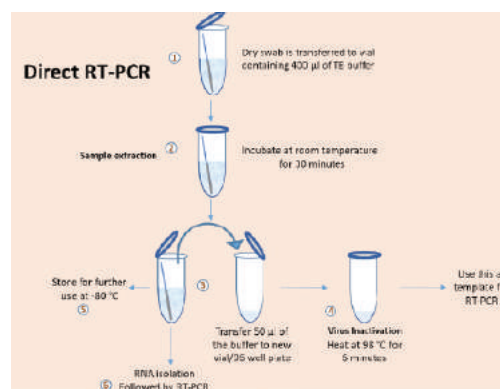 Direct RT-PCR
①
Dry swab is transferred to vial
containing 400 µl of TE buffer
Sample extraction
②
Incubate at room temperature
for 30 minutes
Store for further
use at -80 °C
⑤
③
Transfer 50 µl of
the buffer to new
vial/96 well plate
④
Virus Inactivation
Heat at 98 °C for
6 minutes
Use this a
template f
RT-PCR
⑥
RNA isolation
Followed by RT-PCR